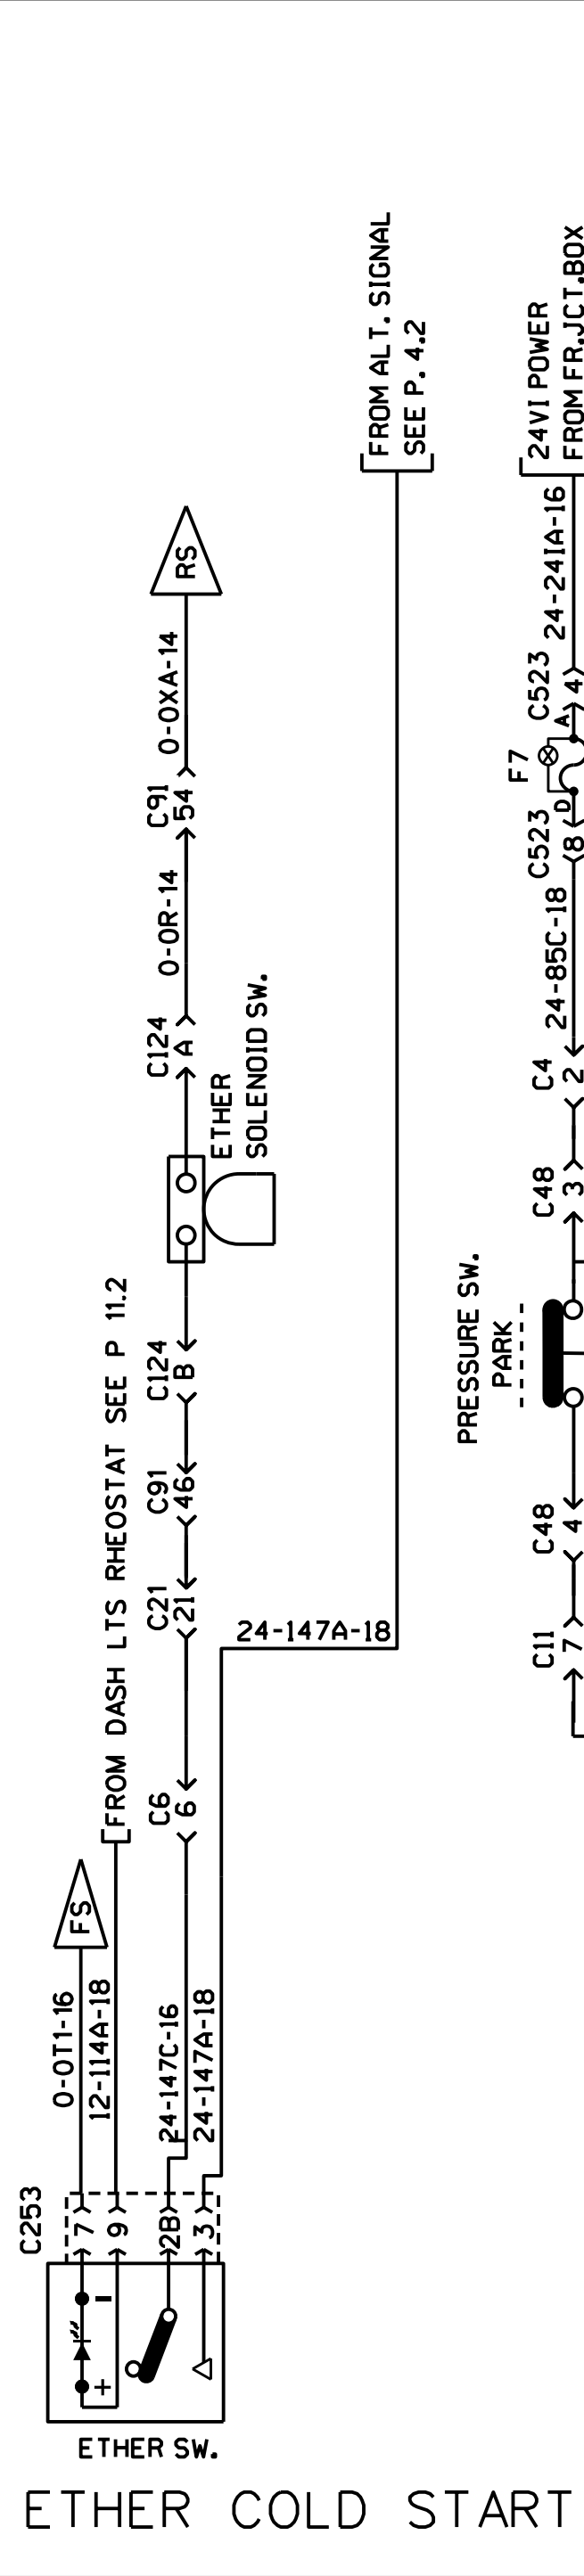 FROM ALT. SIGNAL
SEE P. 4.2
24VI POWER
FROM FR.JCT.BOX
24-24IA-16
RS
0-0XA-14
C91
54
C523
4
A
F7
D
C523
8
0-0R-14
24-85C-18
C124
A
ETHER
SOLENOID SW.
C4
2
C48
3
FROM DASH LTS RHEOSTAT SEE P 11.2
PRESSURE SW.
PARK
C124
B
C91
46
C48
4
C21
21
24-147A-18
C11
7
C6
6
FS
0-0T1-16
12-114A-18
24-147C-16
24-147A-18
C253
7
9
2B
3
-
+
ETHER SW.
ETHER COLD START